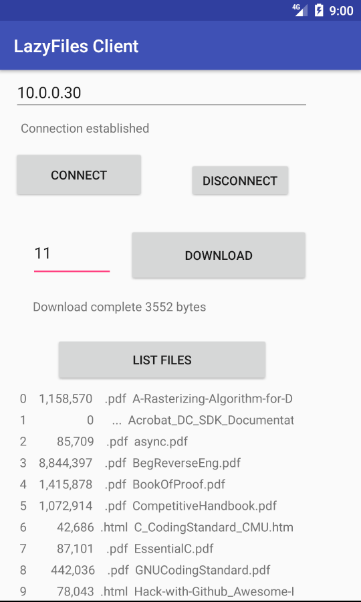 4G 9:00
LazyFiles Client
10.0.0.30
Connection established
CONNECT DISCONNECT
11 DOWNLOAD
Download complete 3552 bytes
LIST FILES
0 1,158,570 .pdf A-Rasterizing-Algorithm-for-D
1 0 ... Acrobat_DC_SDK_Documentat
2 85,709 .pdf async.pdf
3 8,844,397 .pdf BegReverseEng.pdf
4 1,415,878 .pdf BookOfProof.pdf
5 1,072,914 .pdf CompetitiveHandbook.pdf
6 42,686 .html C_CodingStandard_CMU.htm
7 87,101 .pdf EssentialC.pdf
8 442,036 .pdf GNUCodingStandard.pdf
9 78,043 .html Hack-with-Github_Awesome-l